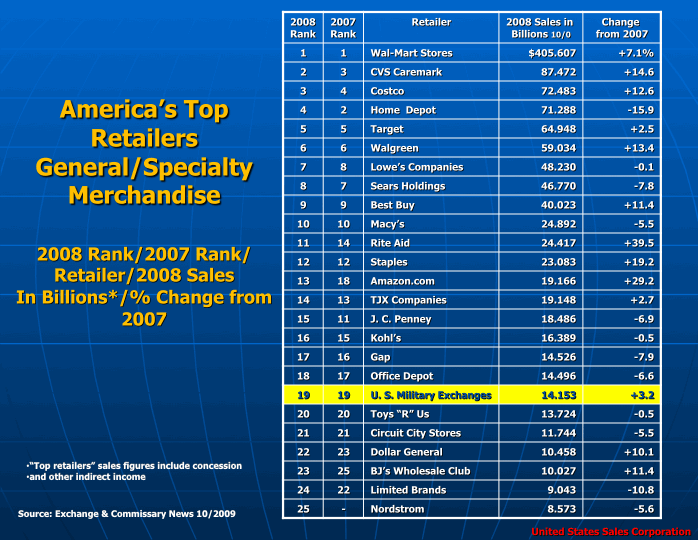 America's Top
Retailers
General/Specialty
Merchandise
2008 Rank/2007 Rank/
Retailer/2008 Sales
In Billions*/% Change from
2007
·"Top retailers" sales figures include concession
·and other indirect income
Source: Exchange & Commissary News 10/2009
2008 Rank 2007 Rank Retailer 2008 Sales in Billions 10/0 Change from 2007
1 1 Wal-Mart Stores $405.607 +7.1%
2 3 CVS Caremark 87.472 +14.6
3 4 Costco 72.483 +12.6
4 2 Home Depot 71.288 -15.9
5 5 Target 64.948 +2.5
6 6 Walgreen 59.034 +13.4
7 8 Lowe's Companies 48.230 -0.1
8 7 Sears Holdings 46.770 -7.8
9 9 Best Buy 40.023 +11.4
10 10 Macy's 24.892 -5.5
11 14 Rite Aid 24.417 +39.5
12 12 Staples 23.083 +19.2
13 18 Amazon.com 19.166 +29.2
14 13 TJX Companies 19.148 +2.7
15 11 J. C. Penney 18.486 -6.9
16 15 Kohl's 16.389 -0.5
17 16 Gap 14.526 -7.9
18 17 Office Depot 14.496 -6.6
19 19 U. S. Military Exchanges 14.153 +3.2
20 20 Toys "R" Us 13.724 -0.5
21 21 Circuit City Stores 11.744 -5.5
22 23 Dollar General 10.458 +10.1
23 25 BJ's Wholesale Club 10.027 +11.4
24 22 Limited Brands 9.043 -10.8
25 - Nordstrom 8.573 -5.6
United States Sales Corporation